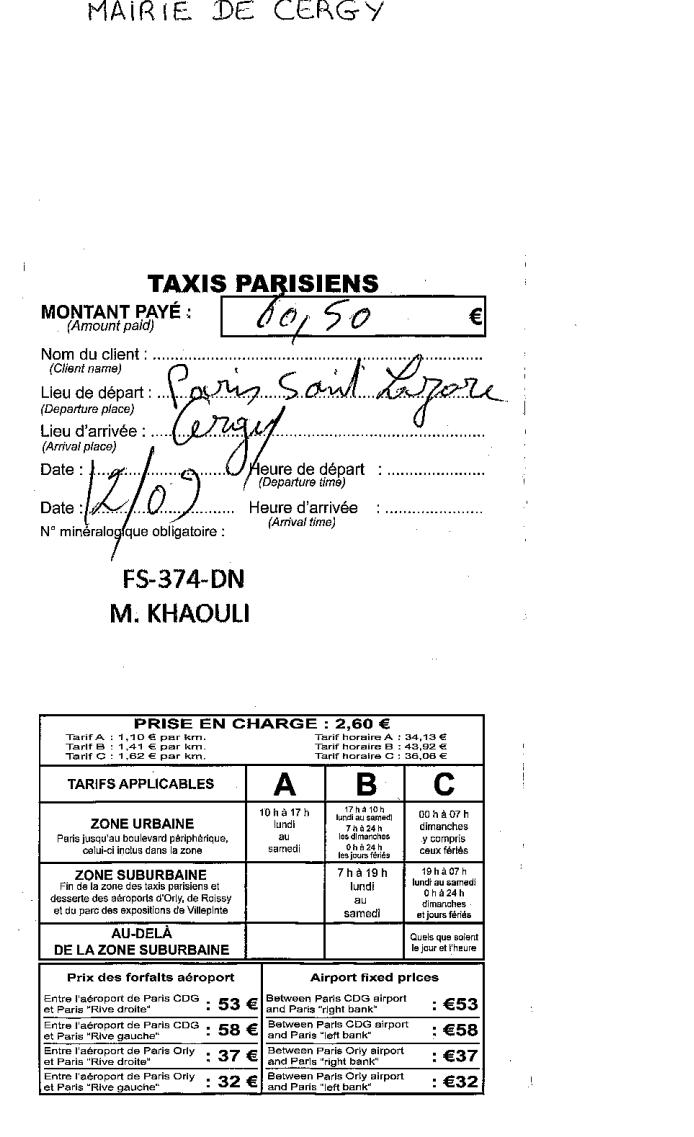 MAIRIE DE CERGY
TAXIS PARISIENS
MONTANT PAYÉ : 60,50 €
(Amount paid)
Nom du client :
(Client name)
Lieu de départ : Paris Saint Lazare
(Departure place)
Lieu d'arrivée : Cergy
(Arrival place)
Date : Heure de départ :
(Departure time)
Date : 12/09 Heure d'arrivée :
(Arrival time)
N° minéralogique obligatoire :
FS-374-DN
M. KHAOULI
PRISE EN CHARGE : 2,60 €
Tarif A : 1,10 € par km. Tarif horaire A : 34,13 €
Tarif B : 1,41 € par km. Tarif horaire B : 43,92 €
Tarif C : 1,62 € par km. Tarif horaire C : 36,06 €
TARIFS APPLICABLES A B C
ZONE URBAINE
Paris jusqu'au boulevard périphérique,
celui-ci inclus dans la zone
10 h à 17 h
lundi
au
samedi
17 h à 10 h
lundi au samedi
7 h à 24 h
les dimanches
0 h à 24 h
les jours fériés
00 h à 07 h
dimanches
y compris
ceux fériés
ZONE SUBURBAINE
Fin de la zone des taxis parisiens et
desserte des aéroports d'Orly, de Roissy
et du parc des expositions de Villepinte
7 h à 19 h
lundi
au
samedi
19 h à 07 h
lundi au samedi
0 h à 24 h
dimanches
et jours fériés
AU-DELÀ
DE LA ZONE SUBURBAINE
Quels que soient
le jour et l'heure
Prix des forfaits aéroport
Entre l'aéroport de Paris CDG
et Paris "Rive droite" : 53 €
Entre l'aéroport de Paris CDG
et Paris "Rive gauche" : 58 €
Entre l'aéroport de Paris Orly
et Paris "Rive droite" : 37 €
Entre l'aéroport de Paris Orly
et Paris "Rive gauche" : 32 €
Airport fixed prices
Between Paris CDG airport
and Paris "right bank" : €53
Between Paris CDG airport
and Paris "left bank" : €58
Between Paris Orly airport
and Paris "right bank" : €37
Between Paris Orly airport
and Paris "left bank" : €32